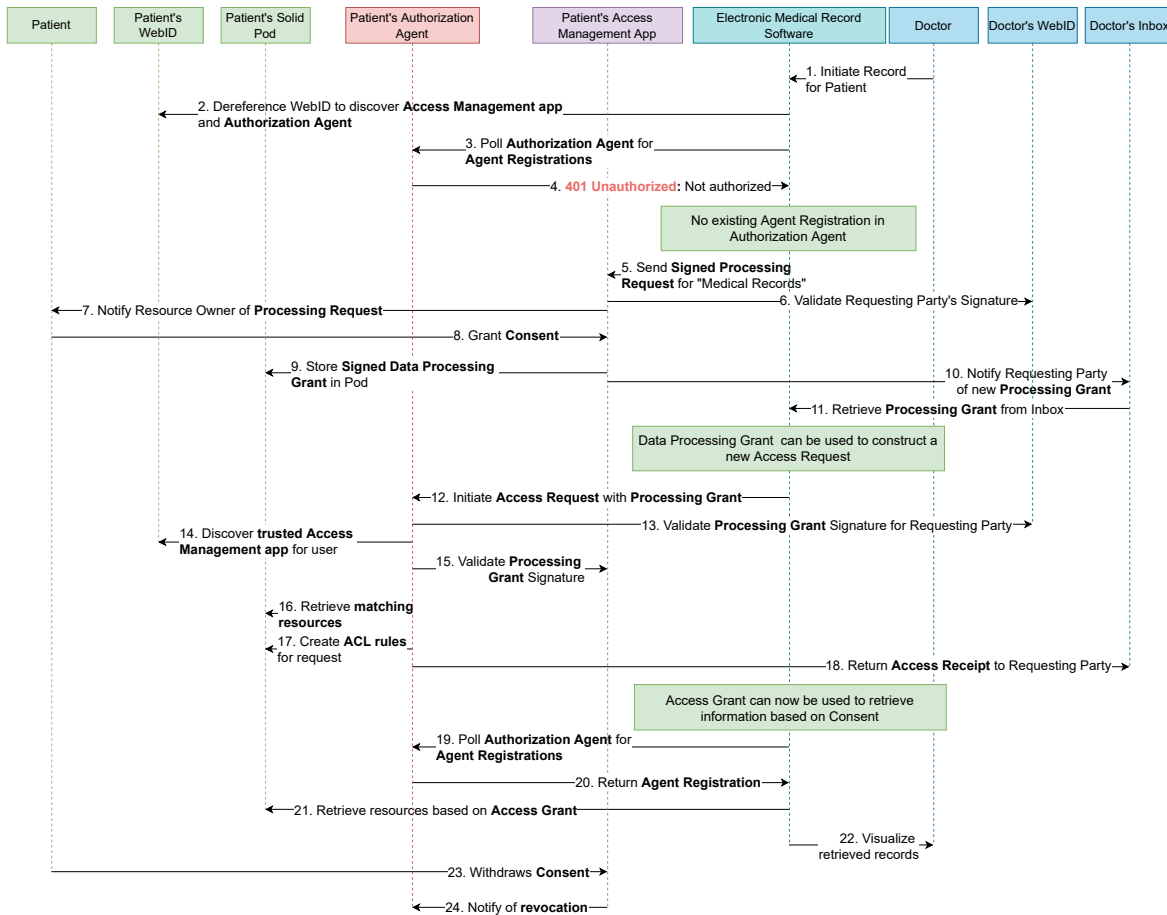 Patient
Patient's
WebID
Patient's Solid
Pod
Patient's Authorization
Agent
Patient's Access
Management App
Electronic Medical Record
Software
Doctor
Doctor's WebID
Doctor's Inbox
1. Initiate Record
for Patient
2. Dereference WebID to discover Access Management app
and Authorization Agent
3. Poll Authorization Agent for
Agent Registrations
4. 401 Unauthorized: Not authorized
No existing Agent Registration in
Authorization Agent
5. Send Signed Processing
Request for "Medical Records"
6. Validate Requesting Party's Signature
7. Notify Resource Owner of Processing Request
8. Grant Consent
9. Store Signed Data Processing
Grant in Pod
10. Notify Requesting Party
of new Processing Grant
11. Retrieve Processing Grant from Inbox
Data Processing Grant can be used to construct a
new Access Request
12. Initiate Access Request with Processing Grant
13. Validate Processing Grant Signature for Requesting Party
14. Discover trusted Access
Management app for user
15. Validate Processing
Grant Signature
16. Retrieve matching
resources
17. Create ACL rules
for request
18. Return Access Receipt to Requesting Party
Access Grant can now be used to retrieve
information based on Consent
19. Poll Authorization Agent for
Agent Registrations
20. Return Agent Registration
21. Retrieve resources based on Access Grant
22. Visualize
retrieved records
23. Withdraws Consent
24. Notify of revocation